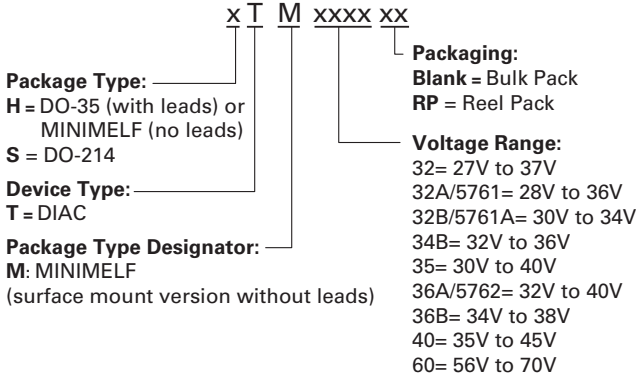 x T M xxxx xx
Package Type:
H = DO-35 (with leads) or
MINIMELF (no leads)
S = DO-214
Device Type:
T = DIAC
Package Type Designator:
M: MINIMELF
(surface mount version without leads)
Packaging:
Blank = Bulk Pack
RP = Reel Pack
Voltage Range:
32= 27V to 37V
32A/5761= 28V to 36V
32B/5761A= 30V to 34V
34B= 32V to 36V
35= 30V to 40V
36A/5762= 32V to 40V
36B= 34V to 38V
40= 35V to 45V
60= 56V to 70V